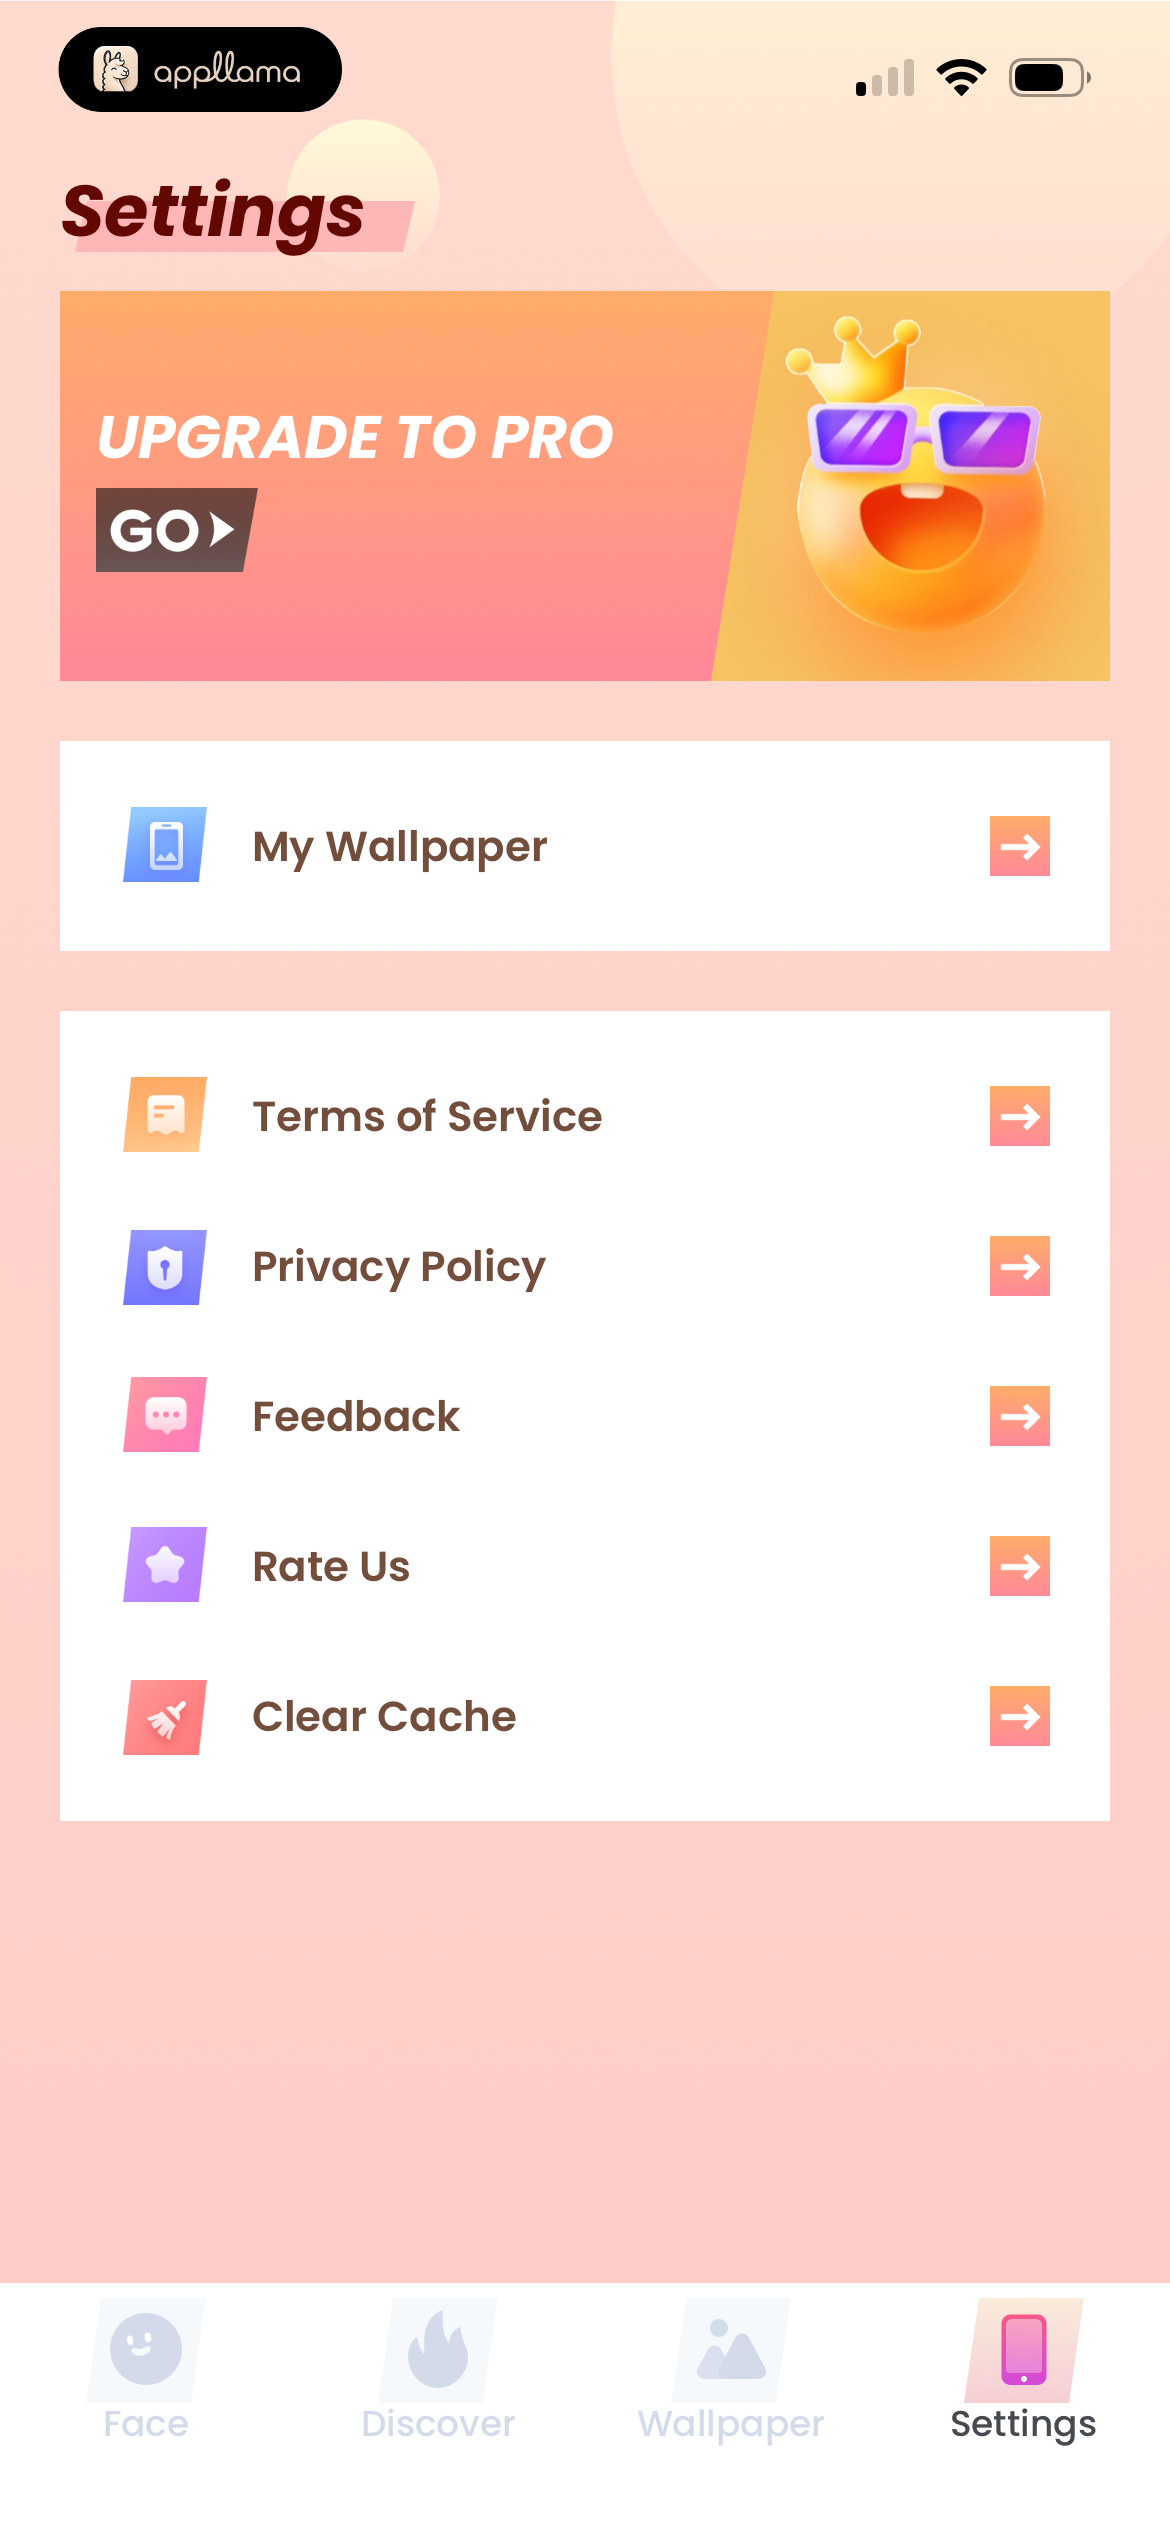 appllama
Settings
UPGRADE TO PRO
GO
My Wallpaper
Terms of Service
Privacy Policy
Feedback
Rate Us
Clear Cache
Face
Discover
Wallpaper
Settings